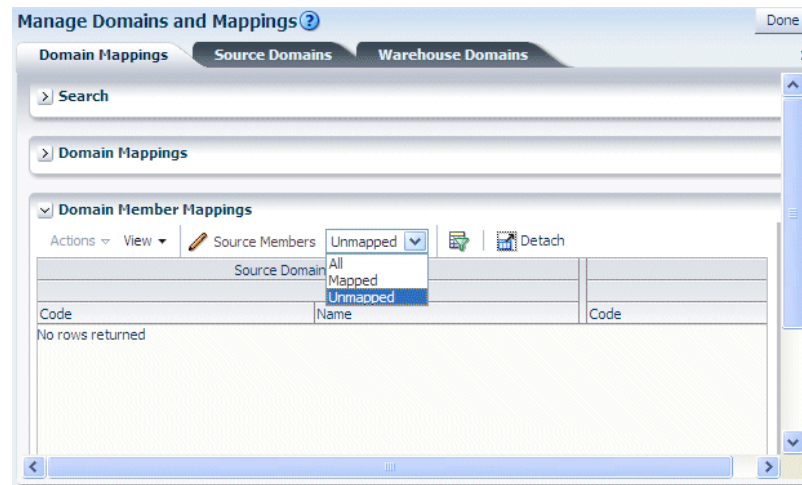 Manage Domains and Mappings
Done
Domain Mappings Source Domains Warehouse Domains
Search
Domain Mappings
Domain Member Mappings
Actions View Source Members Unmapped Detach
All
Mapped
Unmapped
Source Domain
Code Name Code
No rows returned